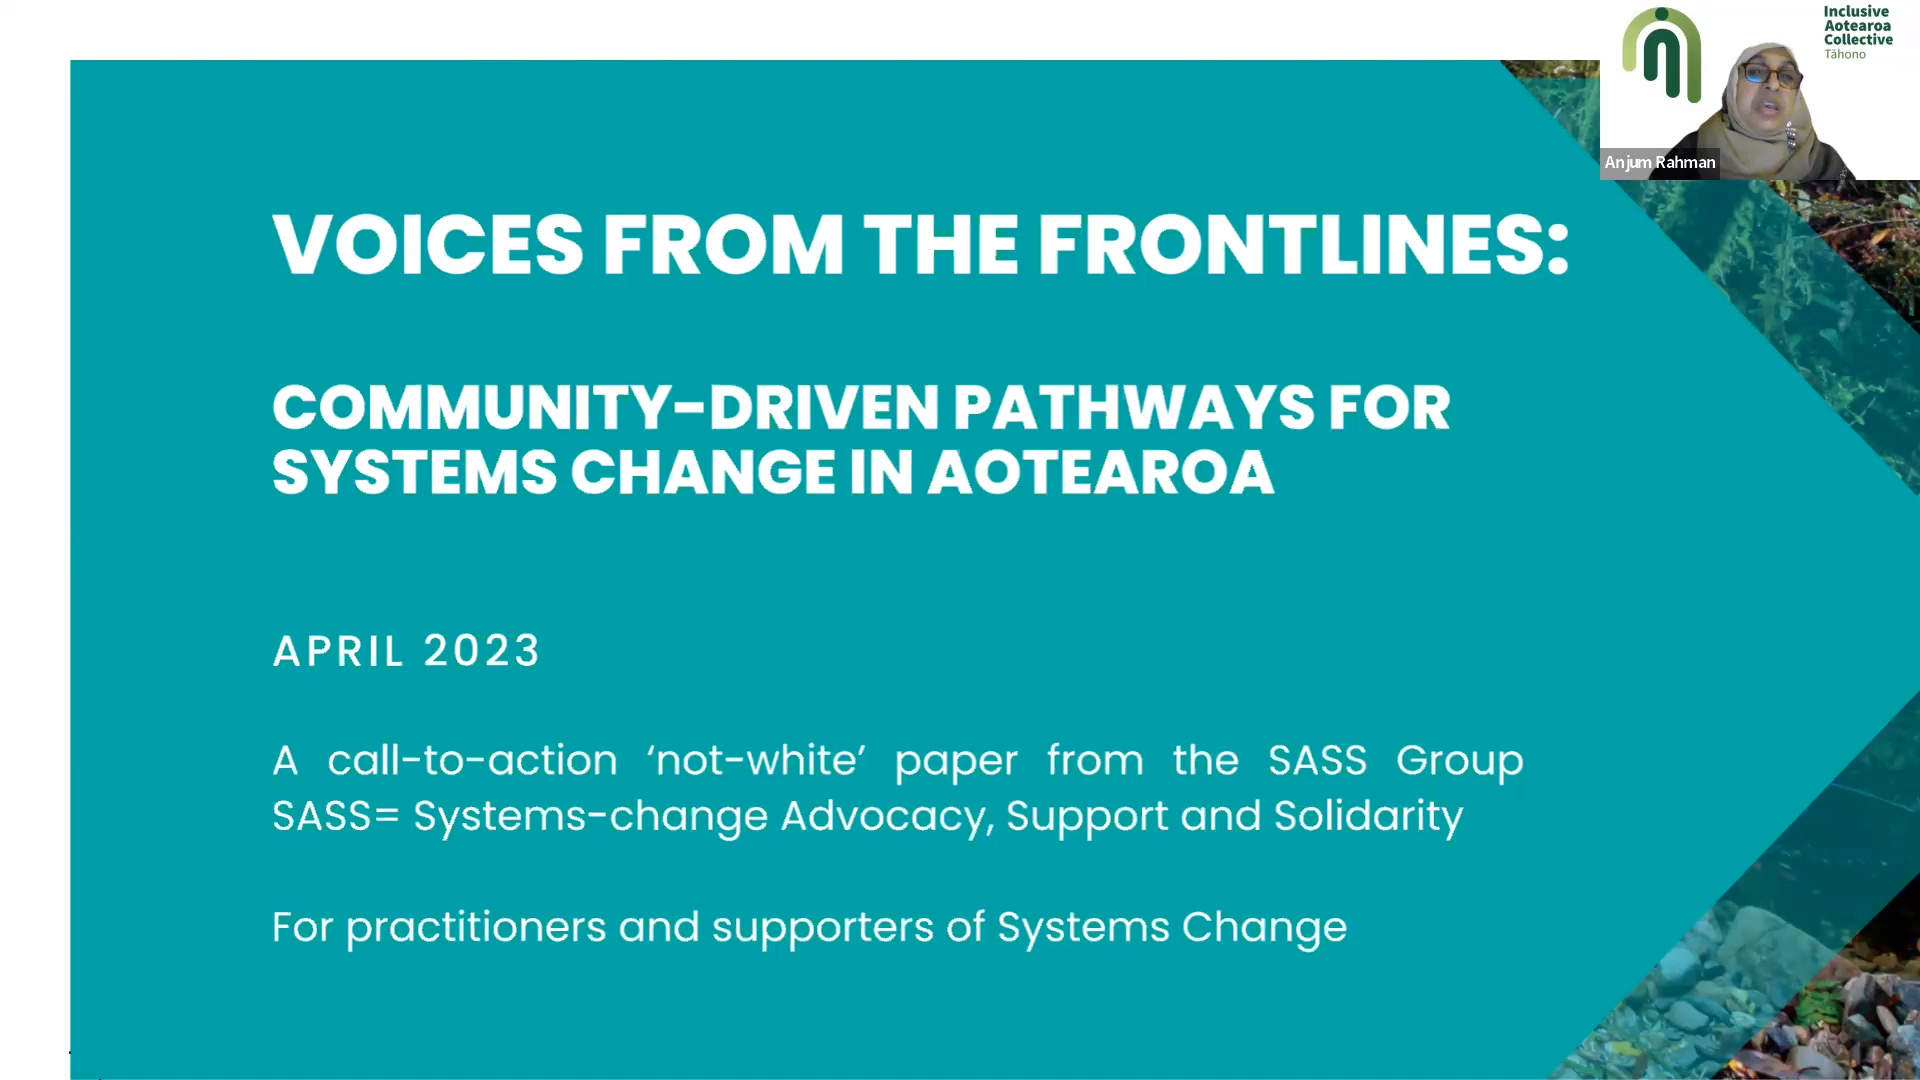 Inclusive
Aotearoa
Collective
Tāhono
Anjum Rahman
VOICES FROM THE FRONTLINES:
COMMUNITY-DRIVEN PATHWAYS FOR
SYSTEMS CHANGE IN AOTEAROA
APRIL 2023
A call-to-action ‘not-white’ paper from the SASS Group
SASS= Systems-change Advocacy, Support and Solidarity
For practitioners and supporters of Systems Change